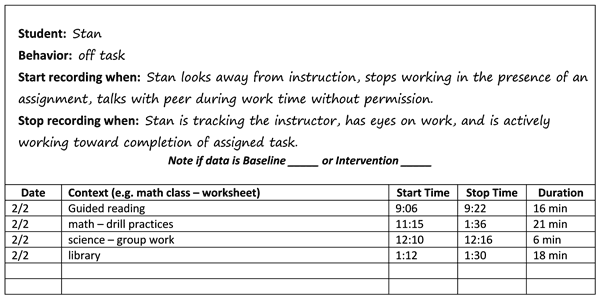 Student: Stan
Behavior: off task
Start recording when: Stan looks away from instruction, stops working in the presence of an
assignment, talks with peer during work time without permission.
Stop recording when: Stan is tracking the instructor, has eyes on work, and is actively
working toward completion of assigned task.
Note if data is Baseline_____ or Intervention _____
Date Context (e.g. math class – worksheet) Start Time Stop Time Duration
2/2 Guided reading 9:06 9:22 16 min
2/2 math – drill practices 11:15 1:36 21 min
2/2 science – group work 12:10 12:16 6 min
2/2 library 1:12 1:30 18 min